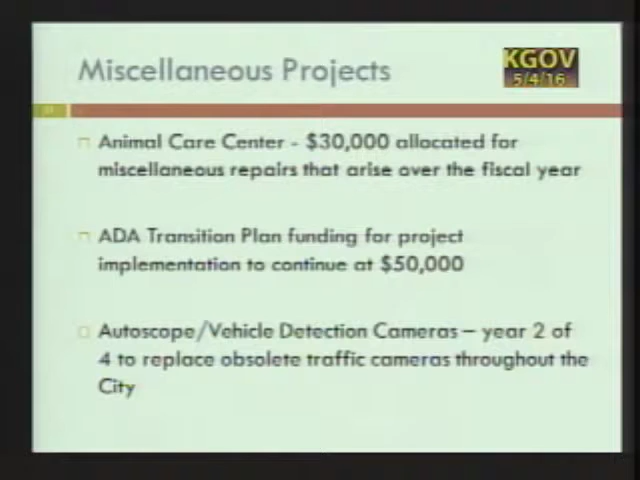 Miscellaneous Projects
KGOV
5/4/16
Animal Care Center - $30,000 allocated for
miscellaneous repairs that arise over the fiscal year
ADA Transition Plan funding for project
implementation to continue at $50,000
Autoscope/Vehicle Detection Cameras – year 2 of
4 to replace obsolete traffic cameras throughout the
City